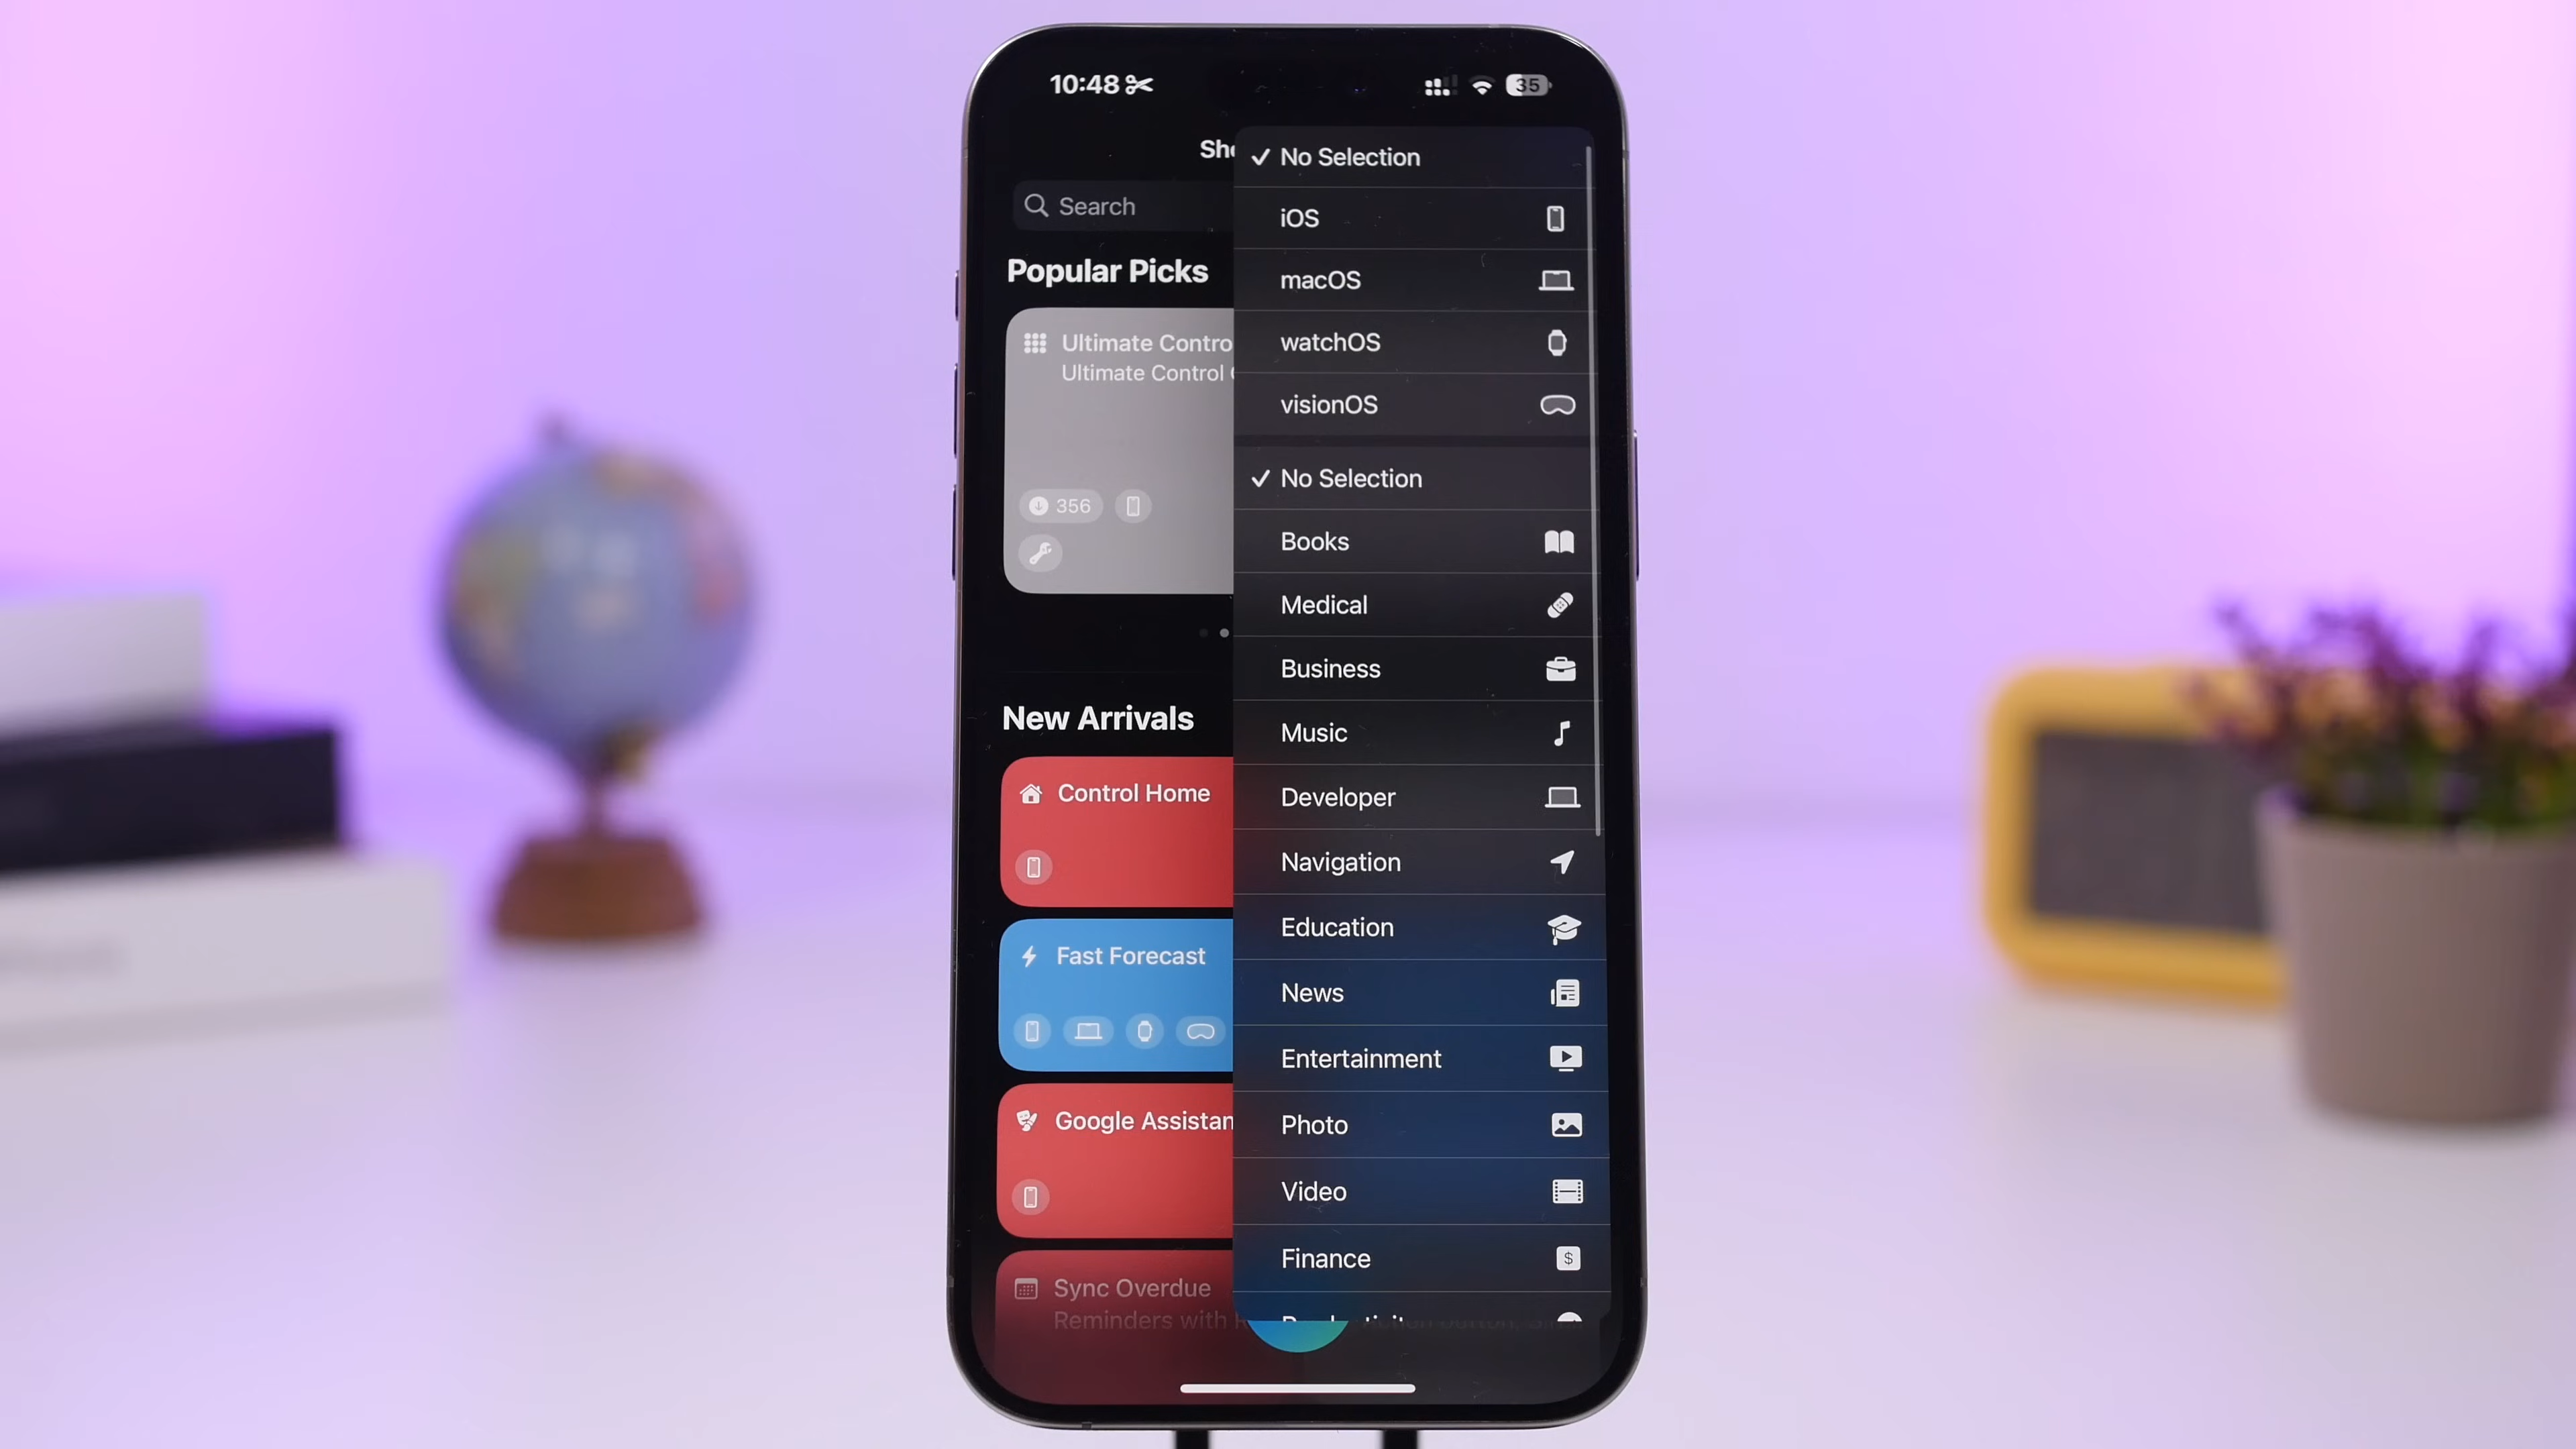 10:48
35
She
Search
Popular Picks
Ultimate Contro
Ultimate Control
356
New Arrivals
Control Home
Fast Forecast
Google Assistan
Sync Overdue
Reminders with
No Selection
iOS
macOS
watchOS
visionOS
No Selection
Books
Medical
Business
Music
Developer
Navigation
Education
News
Entertainment
Photo
Video
Finance